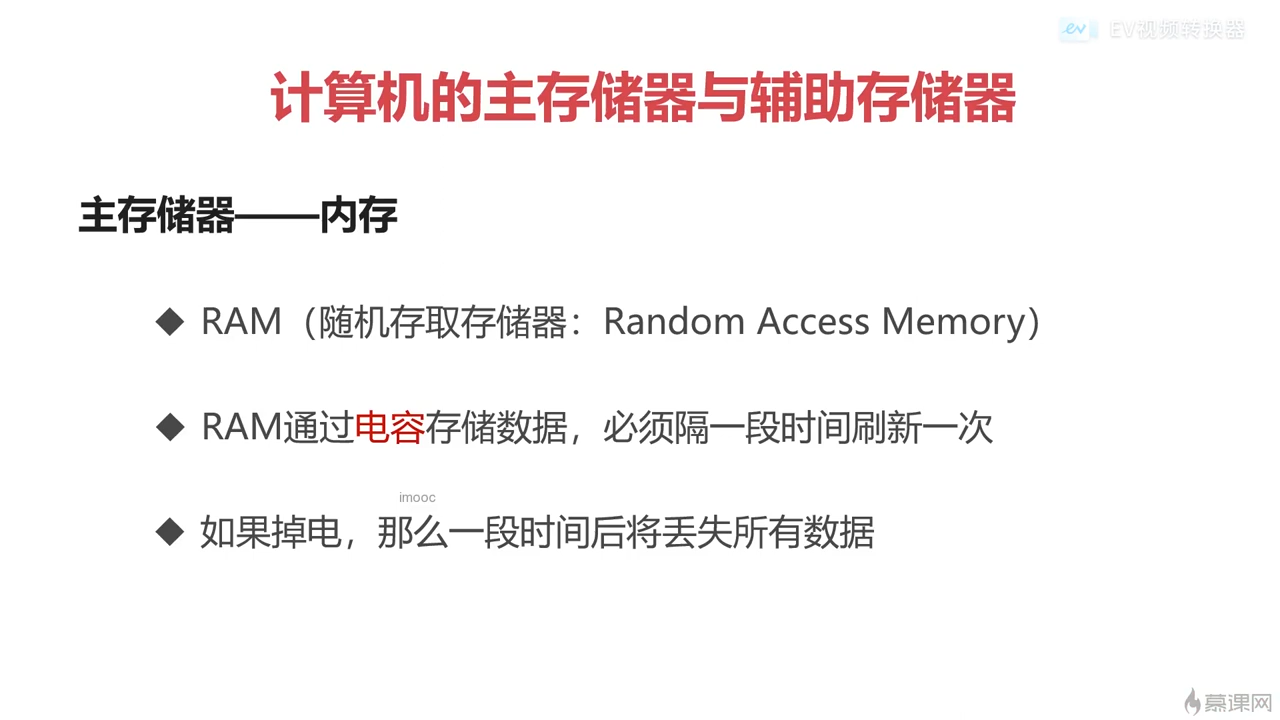 EV视频转换器
计算机的主存储器与辅助存储器
主存储器——内存
◆ RAM（随机存取存储器：Random Access Memory）
◆ RAM通过电容存储数据，必须隔一段时间刷新一次
imooc
◆ 如果掉电，那么一段时间后将丢失所有数据
慕课网